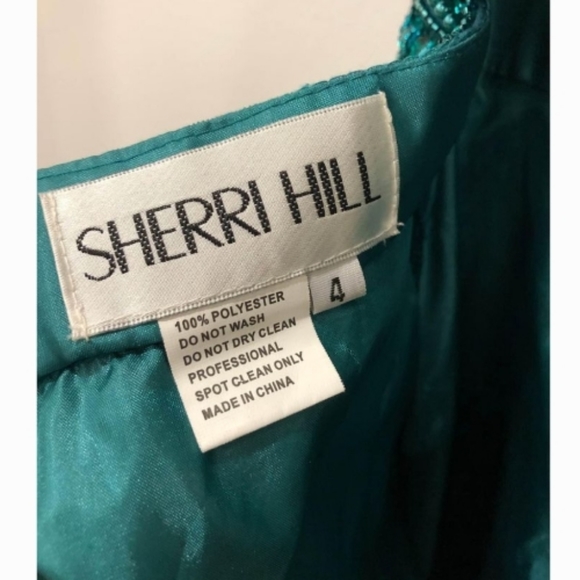 SHERRI HILL
4
100% POLYESTER
DO NOT WASH
DO NOT DRY CLEAN
PROFESSIONAL
SPOT CLEAN ONLY
MADE IN CHINA